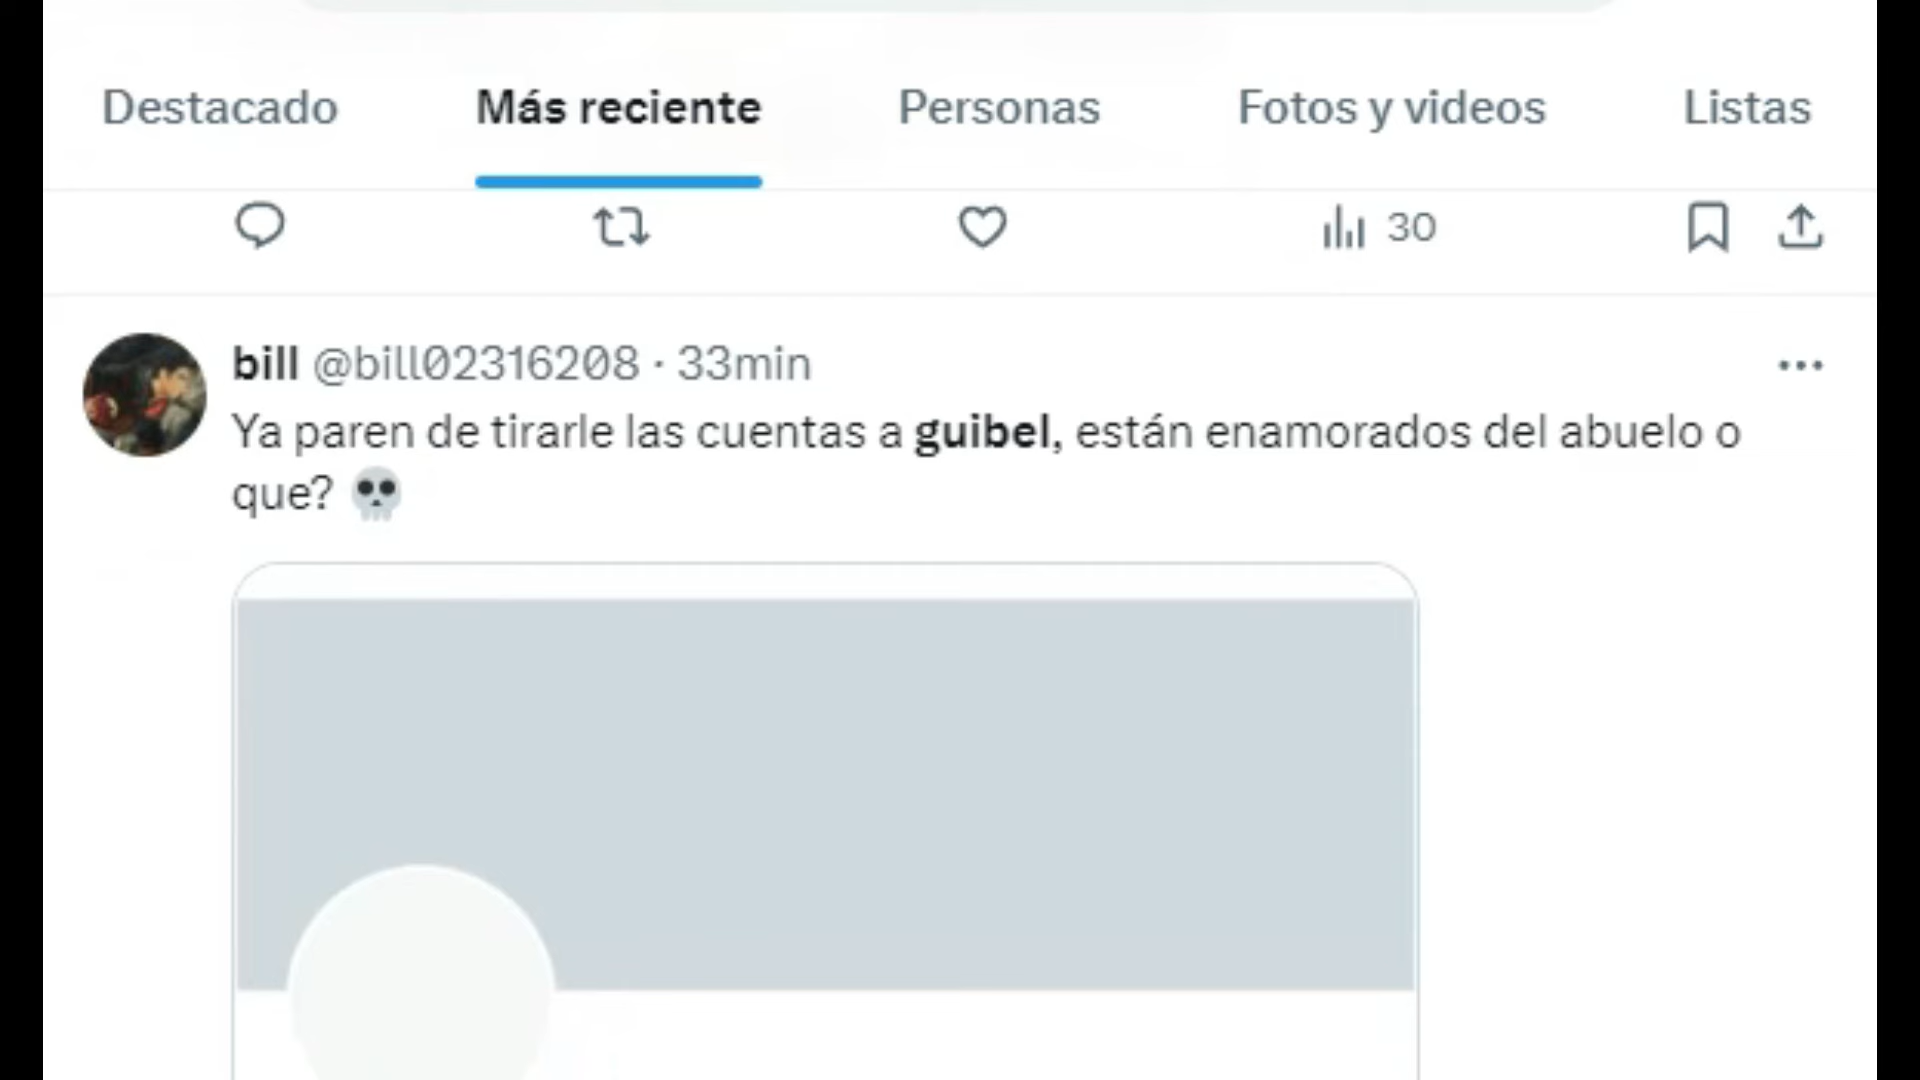 Destacado Más reciente Personas Fotos y videos Listas
30
bill @bill02316208 · 33min
Ya paren de tirarle las cuentas a guibel, están enamorados del abuelo o
que? 💀